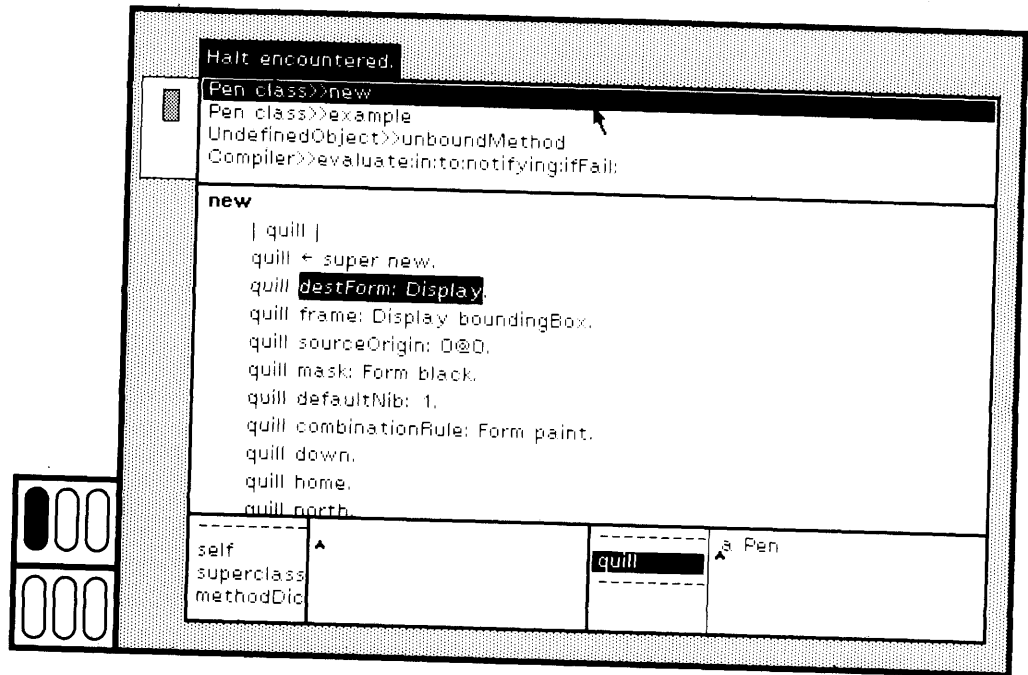 Halt encountered.
Pen class>>new
Pen class>>example
UndefinedObject>>unboundMethod
Compiler>>evaluate:in:to:notifying:ifFail:
new
| quill |
quill ← super new.
quill destForm: Display.
quill frame: Display boundingBox.
quill sourceOrigin: 0@0.
quill mask: Form black.
quill defaultNib: 1.
quill combinationRule: Form paint.
quill down.
quill home.
quill north.
self
superclass
methodDic
quill
a Pen